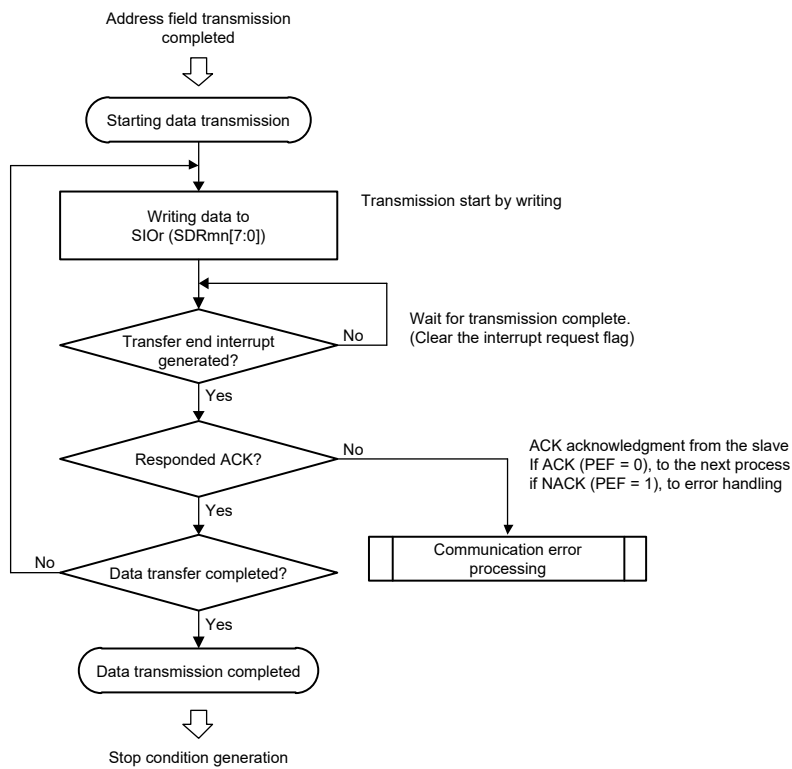 Address field transmission
completed
Starting data transmission
Writing data to
SIOr (SDRmn[7:0])
Transmission start by writing
Transfer end interrupt
generated?
No
Wait for transmission complete.
(Clear the interrupt request flag)
Yes
Responded ACK?
No
ACK acknowledgment from the slave
If ACK (PEF = 0), to the next process
if NACK (PEF = 1), to error handling
Yes
Communication error
processing
No
Data transfer completed?
Yes
Data transmission completed
Stop condition generation